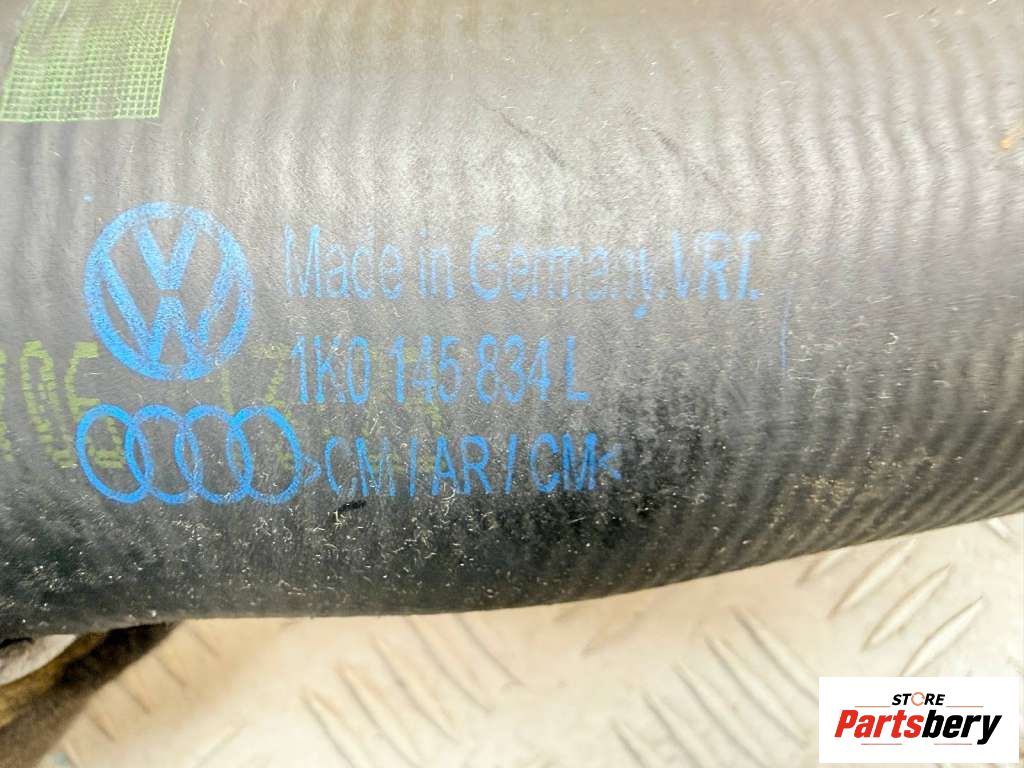 Made in Germany. VRT.
1K0 145 834 L
>CM / AR / CM<
STORE
Partsbery